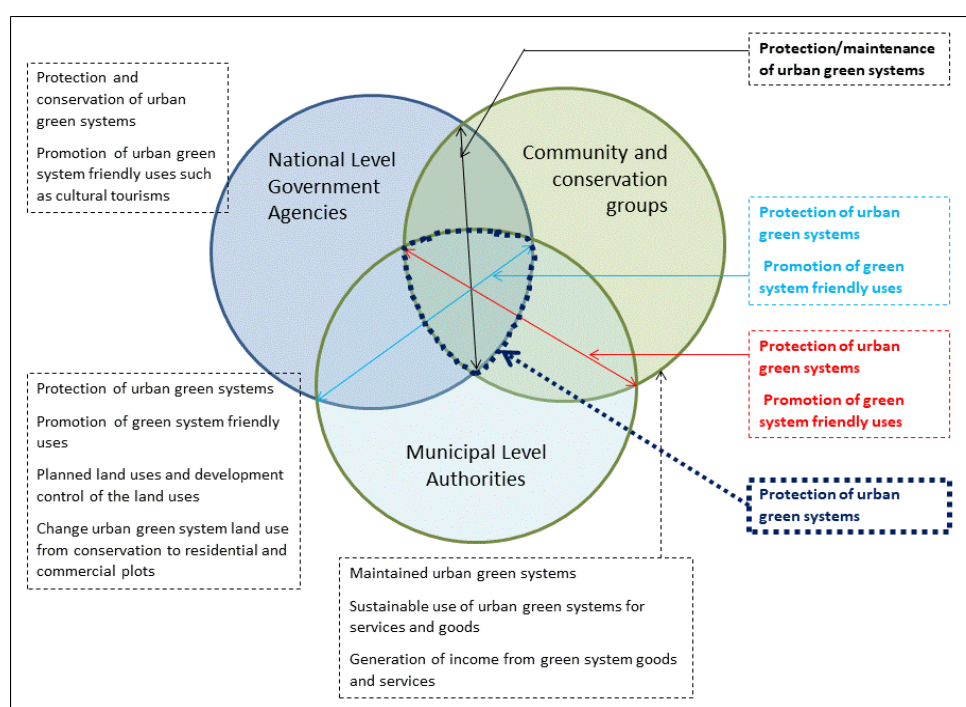 Protection/maintenance
of urban green systems
Protection and
conservation of urban
green systems
Promotion of urban green
system friendly uses such
as cultural tourisms
National Level
Government
Agencies
Community and
conservation
groups
Protection of urban
green systems
Promotion of green
system friendly uses
Protection of urban
green systems
Promotion of green
system friendly uses
Protection of urban green systems
Promotion of green system friendly
uses
Planned land uses and development
control of the land uses
Change urban green system land use
from conservation to residential and
commercial plots
Municipal Level
Authorities
Protection of urban
green systems
Maintained urban green systems
Sustainable use of urban green systems for
services and goods
Generation of income from green system goods
and services